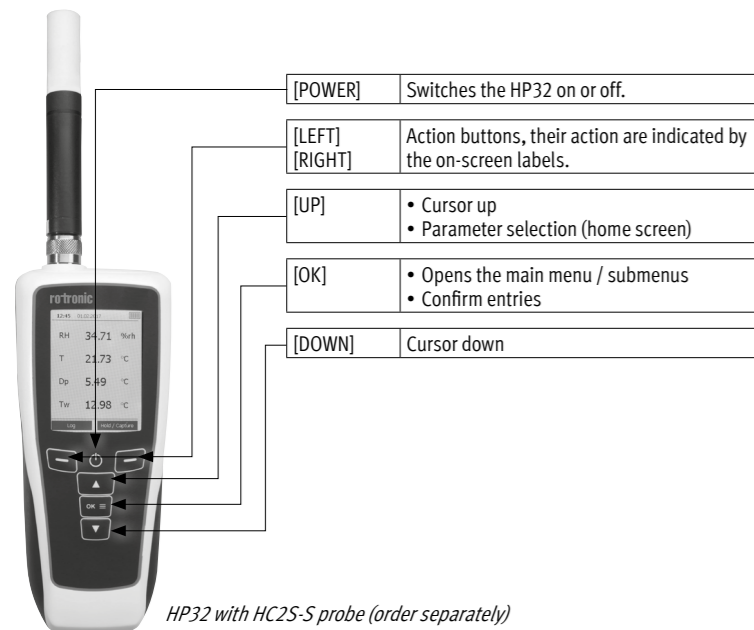 [POWER] Switches the HP32 on or off.
[LEFT] Action buttons, their action are indicated by
[RIGHT] the on-screen labels.
[UP] • Cursor up
• Parameter selection (home screen)
[OK] • Opens the main menu / submenus
• Confirm entries
[DOWN] Cursor down
rotronic
12:45 01.02.2017
RH 34.71 %rh
T 21.73 °C
Dp 5.49 °C
Tw 12.98 °C
Log Hold / Capture
OK
HP32 with HC2S-S probe (order separately)